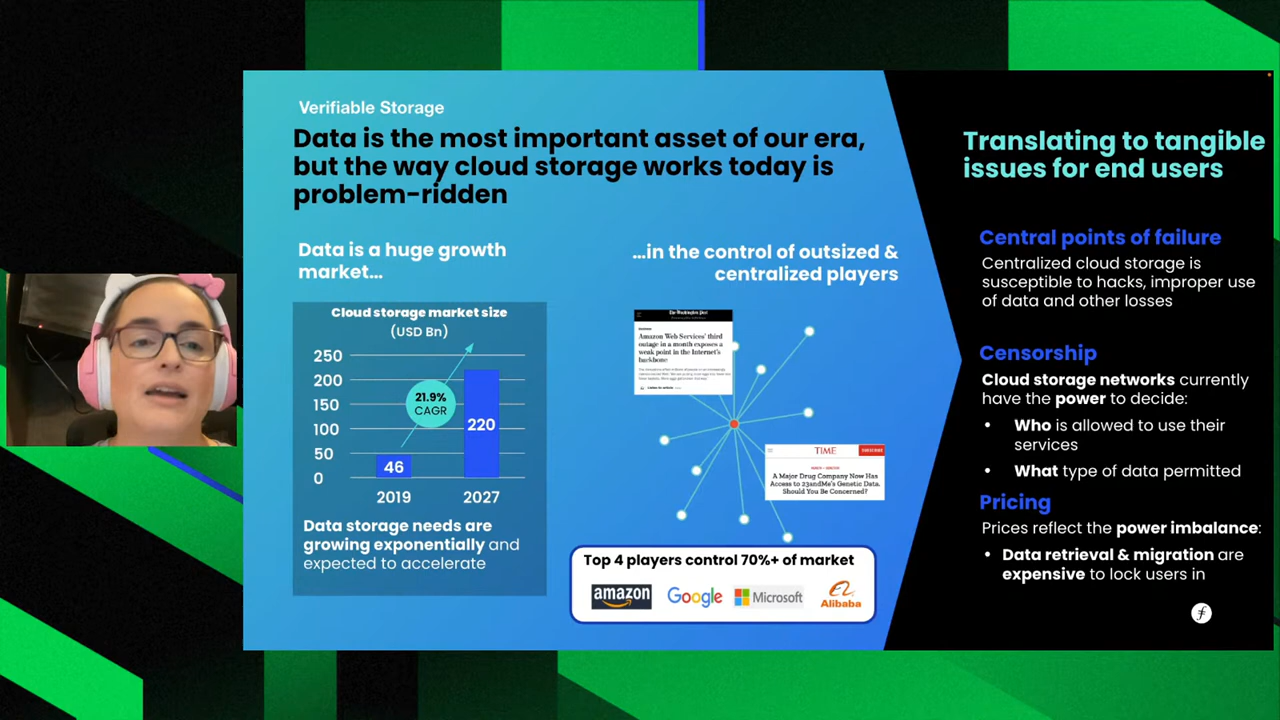 Verifiable Storage
Data is the most important asset of our era,
but the way cloud storage works today is
problem-ridden
Data is a huge growth
market…
Cloud storage market size
(USD Bn)
250
200
150
100
50
0
21.9%
CAGR
46
220
2019
2027
Data storage needs are
growing exponentially and
expected to accelerate
…in the control of outsized &
centralized players
The Washington Post
Amazon Web Services' third
outage in a month exposes a
weak point in the Internet's
backbone
TIME
A Major Drug Company Now Has
Access to 23andMe's Genetic Data.
Should You Be Concerned?
Top 4 players control 70%+ of market
amazon
Google
Microsoft
Alibaba
Translating to tangible
issues for end users
Central points of failure
Centralized cloud storage is
susceptible to hacks, improper use
of data and other losses
Censorship
Cloud storage networks currently
have the power to decide:
• Who is allowed to use their
services
• What type of data permitted
Pricing
Prices reflect the power imbalance:
• Data retrieval & migration are
expensive to lock users in